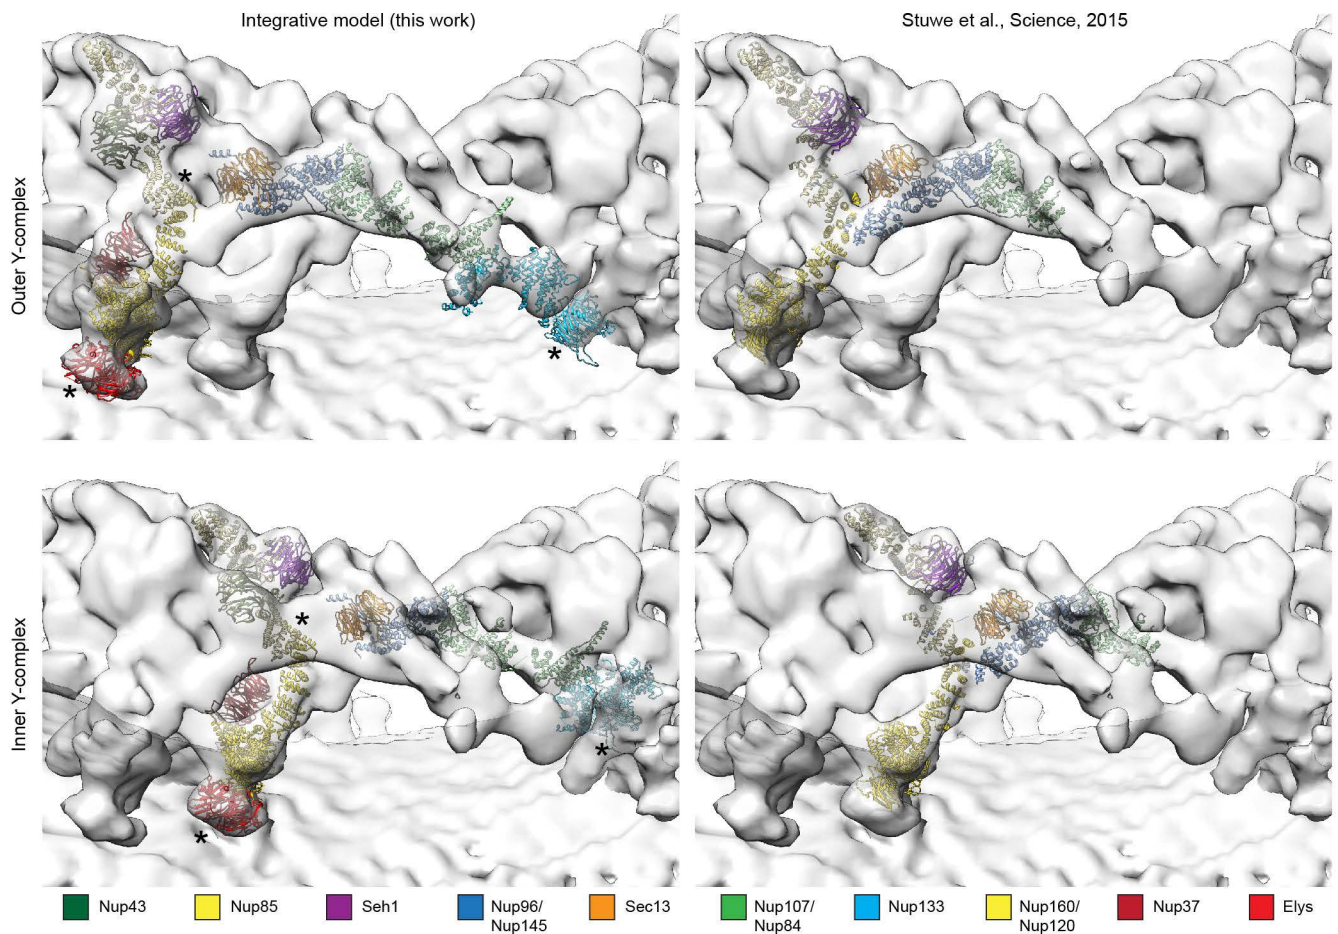 Integrative model (this work)
Stuwe et al., Science, 2015
Outer Y-complex
*
*
*
Inner Y-complex
*
*
*
Nup43
Nup85
Seh1
Nup96/
Nup145
Sec13
Nup107/
Nup84
Nup133
Nup160/
Nup120
Nup37
Elys